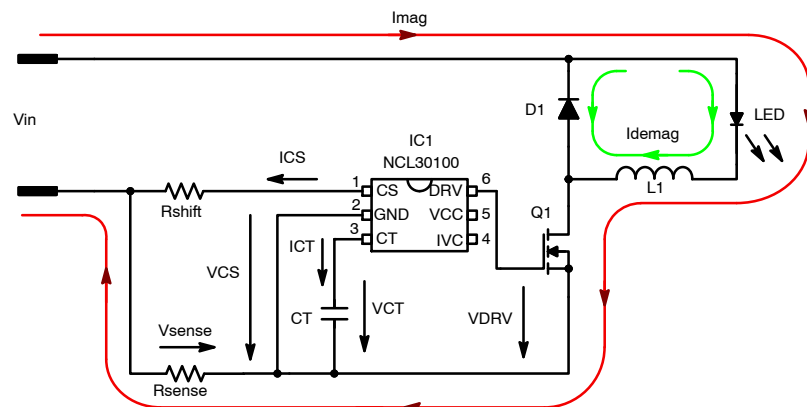 Imag
Vin
D1
LED
Idemag
IC1
NCL30100
ICS
1
CS
DRV
6
L1
Rshift
2
GND
VCC
5
Q1
3
CT
IVC
4
ICT
VCS
CT
VCT
VDRV
Vsense
Rsense